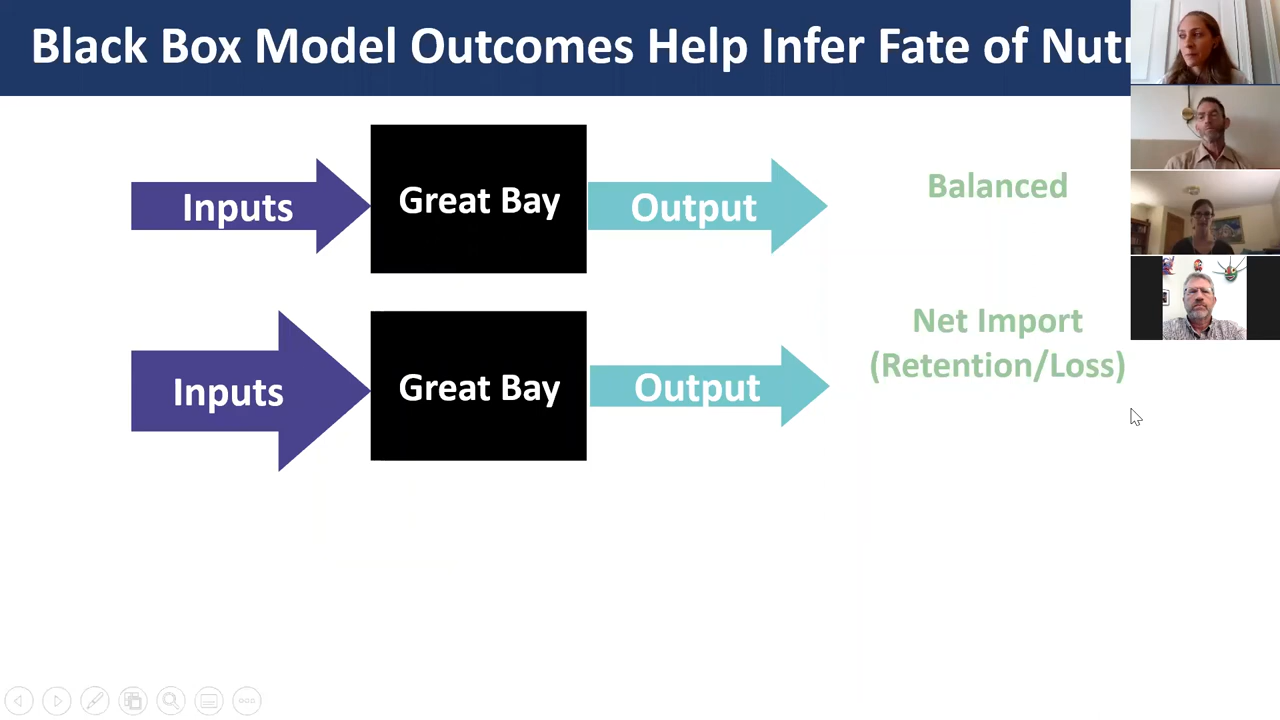 Black Box Model Outcomes Help Infer Fate of Nutr
Inputs
Great Bay
Output
Balanced
Inputs
Great Bay
Output
Net Import
(Retention/Loss)